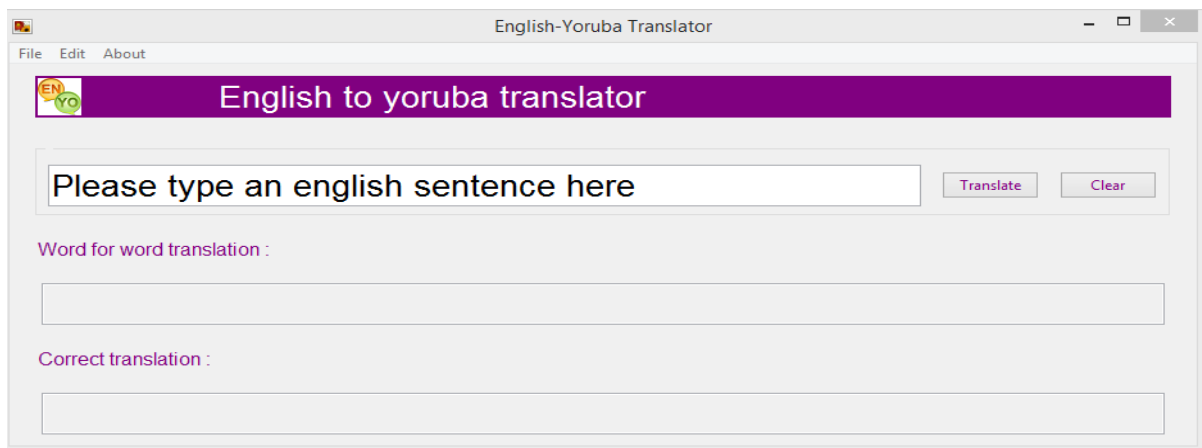 English-Yoruba Translator
File Edit About
EN
YO
English to yoruba translator
Please type an english sentence here
Translate
Clear
Word for word translation :
Correct translation :